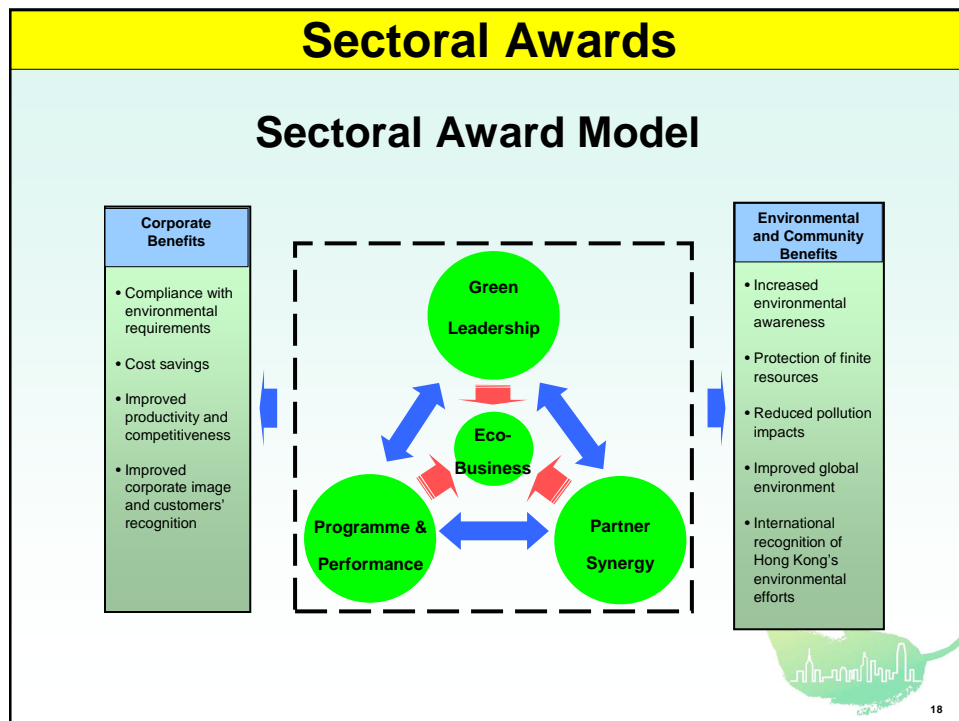 Sectoral Awards
Sectoral Award Model
Corporate
Benefits
• Compliance with
environmental
requirements
• Cost savings
• Improved
productivity and
competitiveness
• Improved
corporate image
and customers’
recognition
Green
Leadership
Eco-
Business
Programme &
Performance
Partner
Synergy
Environmental
and Community
Benefits
• Increased
environmental
awareness
• Protection of finite
resources
• Reduced pollution
impacts
• Improved global
environment
• International
recognition of
Hong Kong’s
environmental
efforts
18